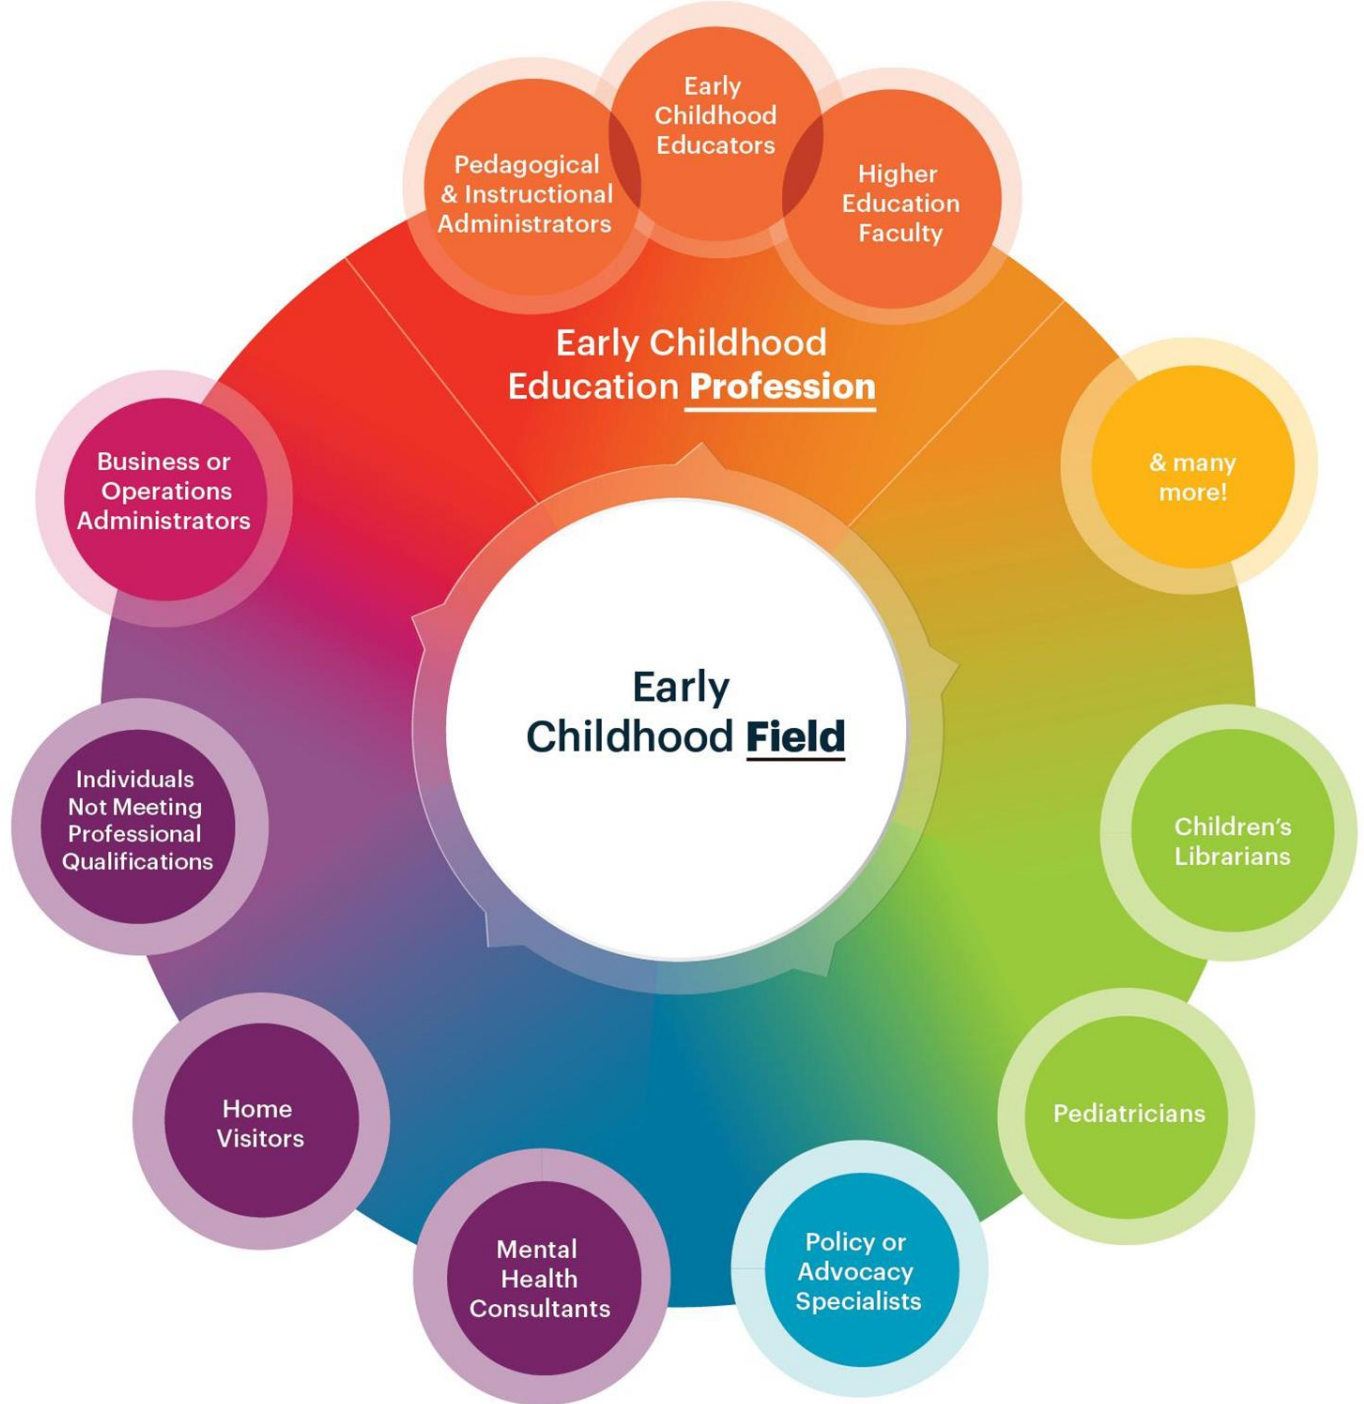 Early
Childhood
Educators
Pedagogical
& Instructional
Administrators
Higher
Education
Faculty
Early Childhood
Education Profession
Business or
Operations
Administrators
& many
more!
Early
Childhood Field
Individuals
Not Meeting
Professional
Qualifications
Children’s
Librarians
Home
Visitors
Pediatricians
Mental
Health
Consultants
Policy or
Advocacy
Specialists